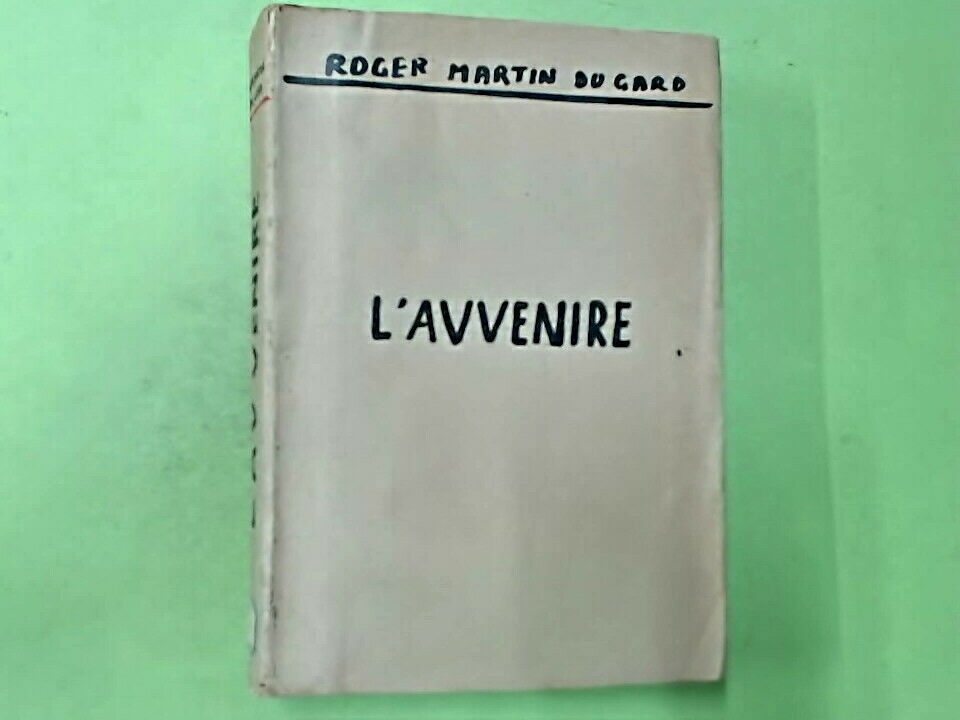 ROGER MARTIN DU GARD
L'AVVENIRE